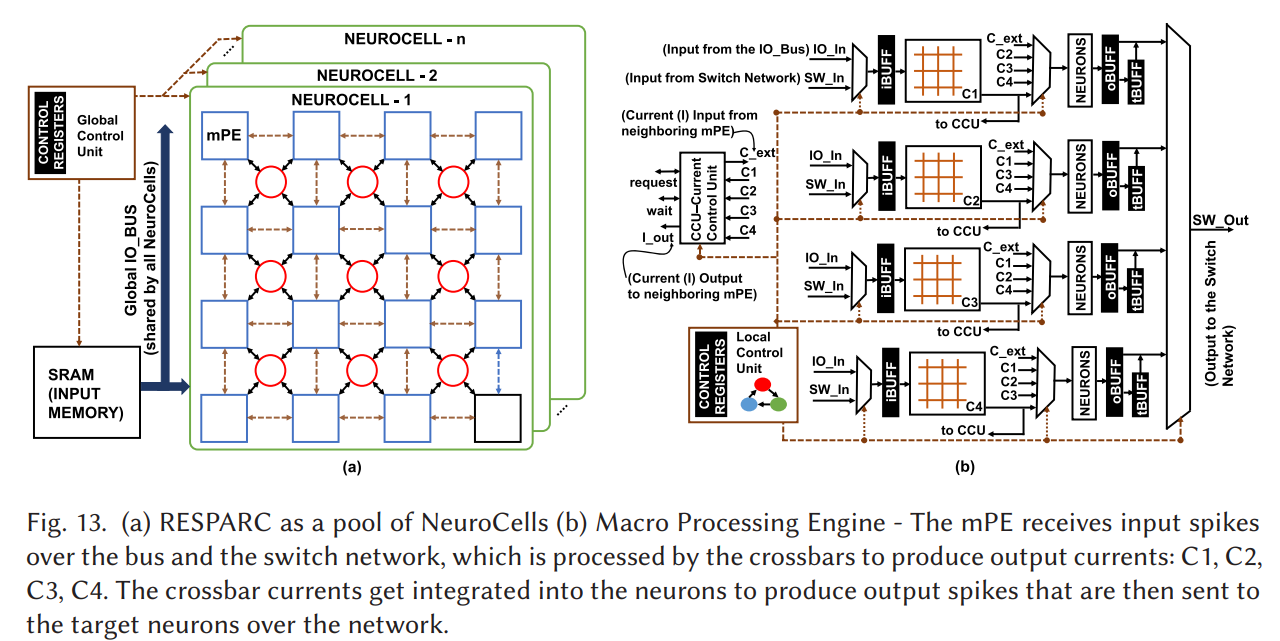 NEUROCELL - n
NEUROCELL - 2
NEUROCELL - 1
CONTROL
REGISTERS
Global
Control
Unit
mPE
Global IO_BUS
(shared by all NeuroCells)
SRAM
(INPUT
MEMORY)
(a)
(Input from the IO_Bus) IO_In
(Input from Switch Network) SW_In
iBUFF
C1
C_ext
C2
C3
C4
to CCU
NEURONS
oBUFF
tBUFF
(Current (I) Input from
neighboring mPE)
C_ext
C1
C2
C3
C4
CCU-Current
Control Unit
request
wait
I_out
(Current (I) Output
to neighboring mPE)
IO_In
SW_In
iBUFF
C2
C_ext
C1
C3
C4
to CCU
NEURONS
oBUFF
tBUFF
IO_In
SW_In
iBUFF
C3
C_ext
C1
C2
C4
to CCU
NEURONS
oBUFF
tBUFF
CONTROL
REGISTERS
Local
Control
Unit
IO_In
SW_In
iBUFF
C4
C_ext
C1
C2
C3
to CCU
NEURONS
oBUFF
tBUFF
SW_Out
(Output to the Switch
Network)
(b)
Fig. 13. (a) RESPARC as a pool of NeuroCells (b) Macro Processing Engine - The mPE receives input spikes
over the bus and the switch network, which is processed by the crossbars to produce output currents: C1, C2,
C3, C4. The crossbar currents get integrated into the neurons to produce output spikes that are then sent to
the target neurons over the network.